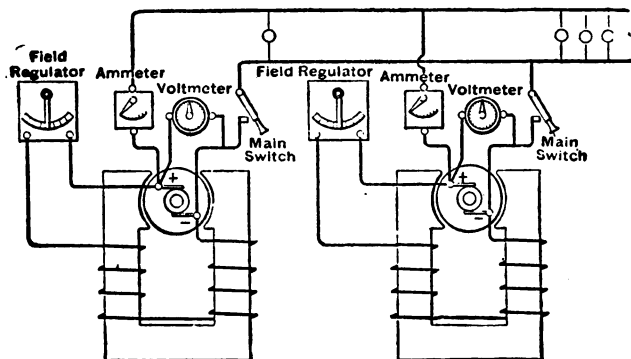 Field
Regulator
Ammeter
Voltmeter
Main
Switch
Field Regulator
Ammeter
Voltmeter
Main
Switch
+
−
+
−